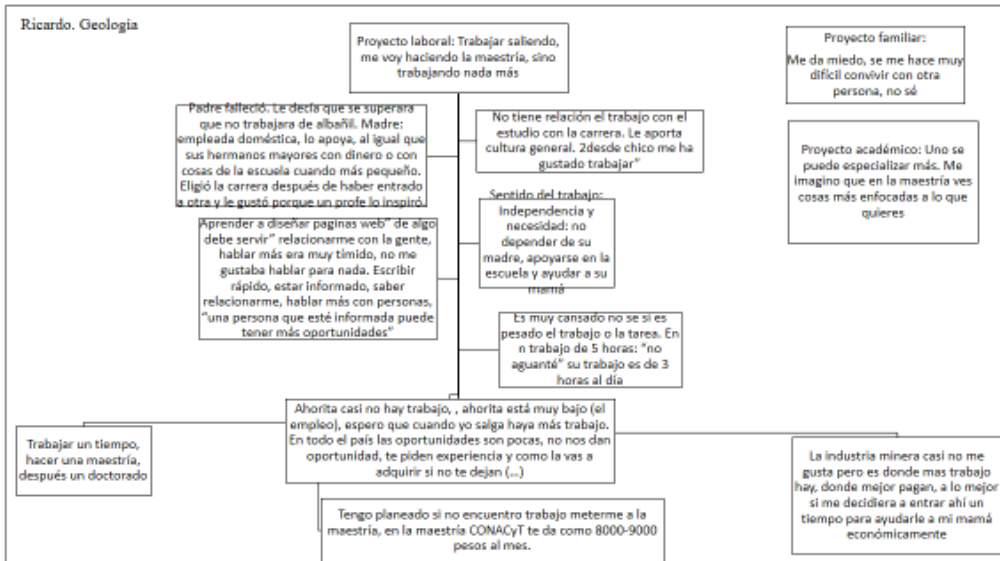 Ricardo. Geología
Proyecto laboral: Trabajar saliendo,
me voy haciendo la maestría, sino
trabajando nada más
Proyecto familiar:
Me da miedo, se me hace muy
difícil convivir con otra
persona, no sé
Padre falleció. Le decía que se superara
que no trabajara de albañil. Madre:
empleada doméstica, lo apoya, al igual que
sus hermanos mayores con dinero o con
cosas de la escuela cuando más pequeño.
Eligió la carrera después de haber entrado
a otra y le gustó porque un profe lo inspiró.
No tiene relación el trabajo con el
estudio con la carrera. Le aporta
cultura general. 2desde chico me ha
gustado trabajar”
Proyecto académico: Uno se
puede especializar más. Me
imagino que en la maestría ves
cosas más enfocadas a lo que
quieres
Sentido del trabajo:
Independencia y
necesidad: no
depender de su
madre, apoyarse en la
escuela y ayudar a su
mamá
Aprender a diseñar paginas web” de algo
debe servir” relacionarme con la gente,
hablar más era muy tímido, no me
gustaba hablar para nada. Escribir
rápido, estar informado, saber
relacionarme, hablar más con personas,
“una persona que esté informada puede
tener más oportunidades”
Es muy cansado no se si es
pesado el trabajo o la tarea. En
n trabajo de 5 horas: “no
aguanté” su trabajo es de 3
horas al día
Ahorita casi no hay trabajo, , ahorita está muy bajo (el
empleo), espero que cuando yo salga haya más trabajo.
En todo el país las oportunidades son pocas, no nos dan
oportunidad, te piden experiencia y como la vas a
adquirir si no te dejan (...)
Trabajar un tiempo,
hacer una maestría,
después un doctorado
La industria minera casi no me
gusta pero es donde mas trabajo
hay, donde mejor pagan, a lo mejor
si me decidiera a entrar ahí un
tiempo para ayudarle a mi mamá
económicamente
Tengo planeado si no encuentro trabajo meterme a la
maestría, en la maestría CONACyT te da como 8000-9000
pesos al mes.